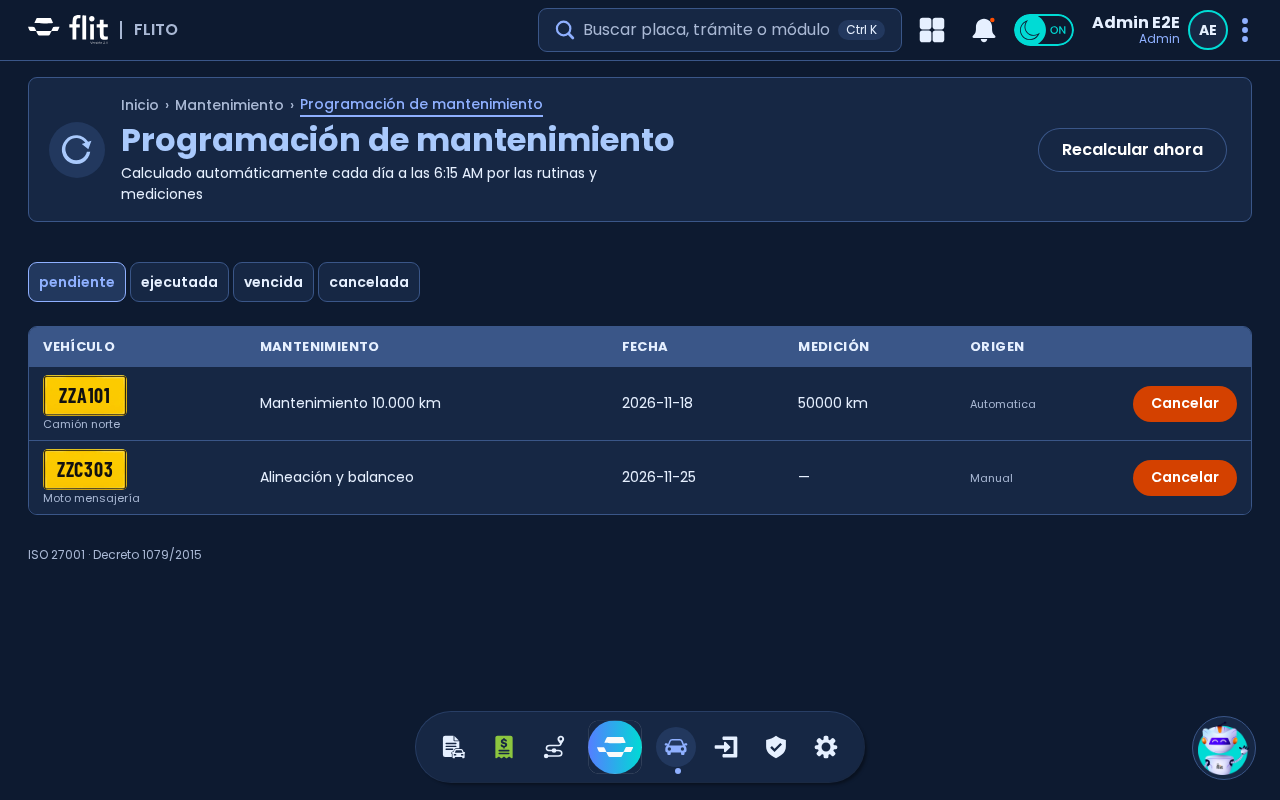 flit
FLITO
Buscar placa, trámite o módulo
Ctrl K
ON
Admin E2E
Admin
AE
Inicio › Mantenimiento › Programación de mantenimiento
Programación de mantenimiento
Calculado automáticamente cada día a las 6:15 AM por las rutinas y
mediciones
Recalcular ahora
pendiente
ejecutada
vencida
cancelada
VEHÍCULO MANTENIMIENTO FECHA MEDICIÓN ORIGEN
ZZA101
Camión norte
Mantenimiento 10.000 km
2026-11-18
50000 km
Automatica
Cancelar
ZZC303
Moto mensajería
Alineación y balanceo
2026-11-25
—
Manual
Cancelar
ISO 27001 · Decreto 1079/2015